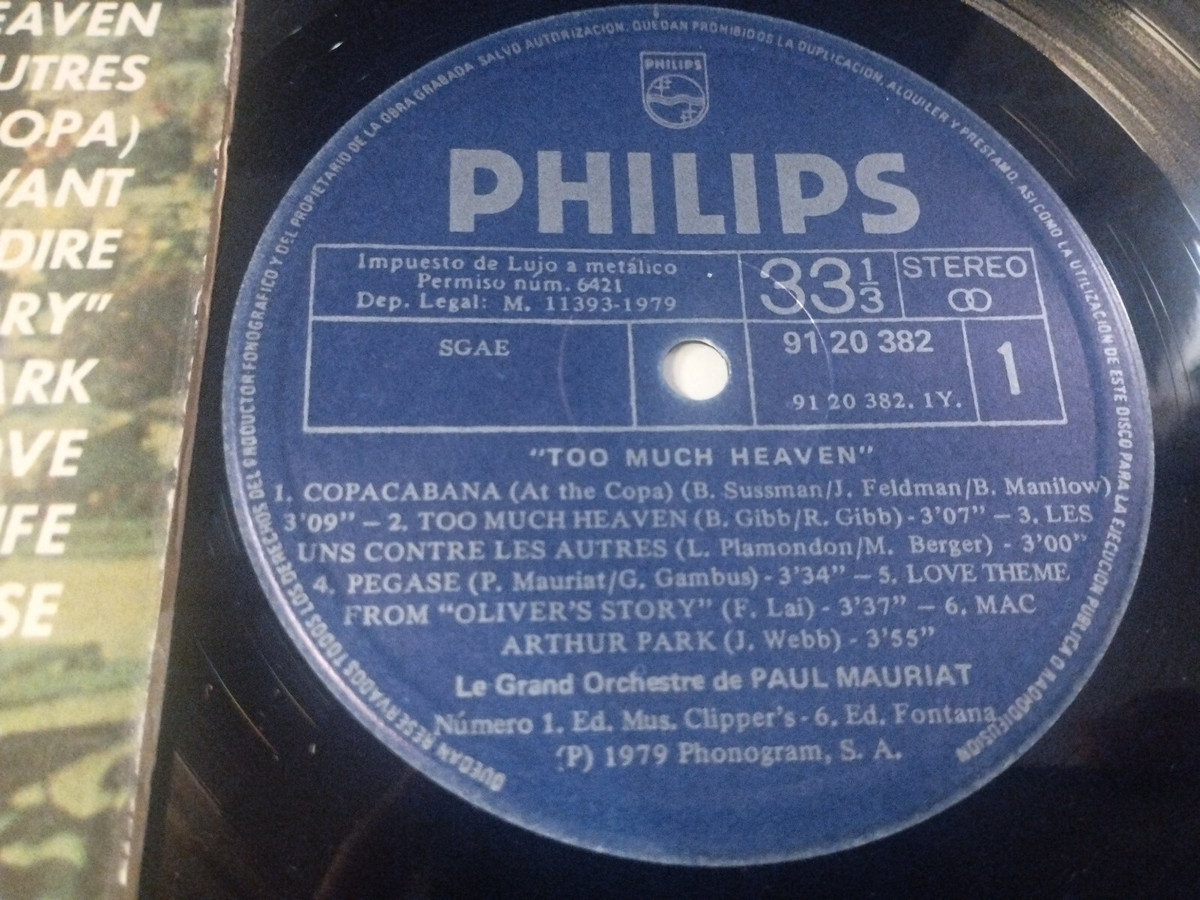 EAVEN
UTRES
OPA)
VANT
DIRE
RY"
ARK
OVE
IFE
SE
QUEDAN RESERVADOS TODOS LOS DERECHOS DEL PRODUCTOR FONOGRAFICO Y DEL PROPIETARIO DE LA OBRA GRABADA. SALVO AUTORIZACION, QUEDAN PROHIBIDOS LA DUPLICACION, ALQUILER Y PRESTAMO, ASI COMO LA UTILIZACION DE ESTE DISCO PARA LA EJECUCION PUBLICA O RADIODIFUSION
PHILIPS
PHILIPS
Impuesto de Lujo a metálico
Permiso núm. 6421
Dep. Legal: M. 11393-1979
33 1/3
STEREO
SGAE
91 20 382
91 20 382. 1Y.
1
"TOO MUCH HEAVEN"
1. COPACABANA (At the Copa) (B. Sussman/J. Feldman/B. Manilow)
3'09" – 2. TOO MUCH HEAVEN (B. Gibb/R. Gibb) - 3'07" – 3. LES
UNS CONTRE LES AUTRES (L. Plamondon/M. Berger) - 3'00"
4. PEGASE (P. Mauriat/G. Gambus) - 3'34" – 5. LOVE THEME
FROM "OLIVER'S STORY" (F. Lai) - 3'37" – 6. MAC
ARTHUR PARK (J. Webb) - 3'55"
Le Grand Orchestre de PAUL MAURIAT
Número 1. Ed. Mus. Clipper's - 6. Ed. Fontana
(P) 1979 Phonogram, S. A.